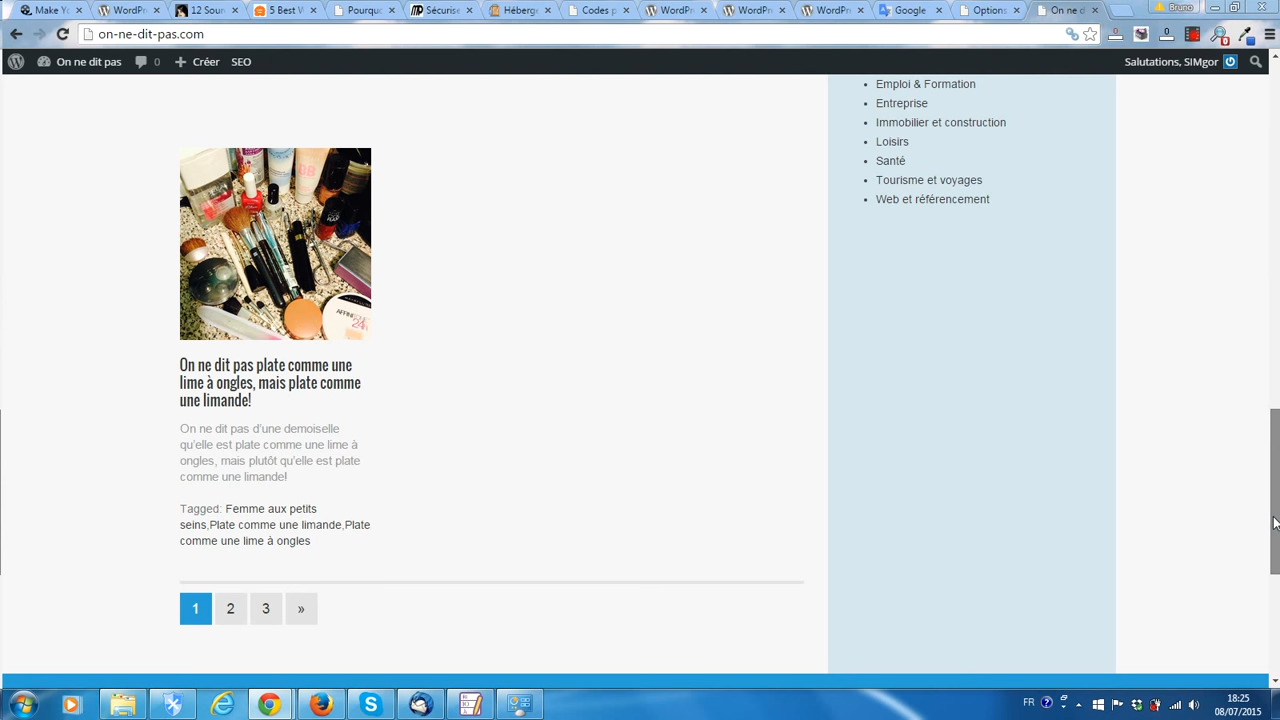 Make Yo
WordPr
12 Soun
5 Best W
Pourquo
Sécurise
Héberge
Codes p
WordPr
WordPr
WordPr
Google
Options
On ne d
Bruno
on-ne-dit-pas.com
On ne dit pas
0
Créer
SEO
Salutations, SIMgor
Emploi & Formation
Entreprise
Immobilier et construction
Loisirs
Santé
Tourisme et voyages
Web et référencement
On ne dit pas plate comme une
lime à ongles, mais plate comme
une limande!
On ne dit pas d'une demoiselle
qu'elle est plate comme une lime à
ongles, mais plutôt qu'elle est plate
comme une limande!
Tagged: Femme aux petits
seins,Plate comme une limande,Plate
comme une lime à ongles
1 2 3 »
FR
18:25
08/07/2015